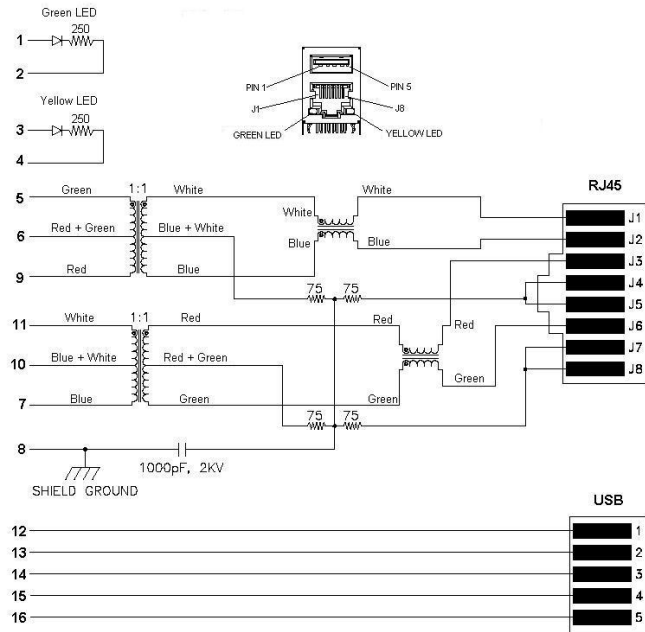 Green LED
250
1
2
Yellow LED
250
3
4
PIN 1
PIN 5
J1
J8
GREEN LED
YELLOW LED
RJ45
5
Green
1:1
White
White
J1
White
J2
6
Red + Green
Blue + White
Blue
Blue
J3
9
Red
Blue
75
75
J4
J5
11
White
1:1
Red
Red
Red
J6
J7
10
Blue + White
Red + Green
Green
J8
7
Blue
Green
Green
75
75
8
1000pF, 2KV
SHIELD GROUND
USB
12
1
13
2
14
3
15
4
16
5